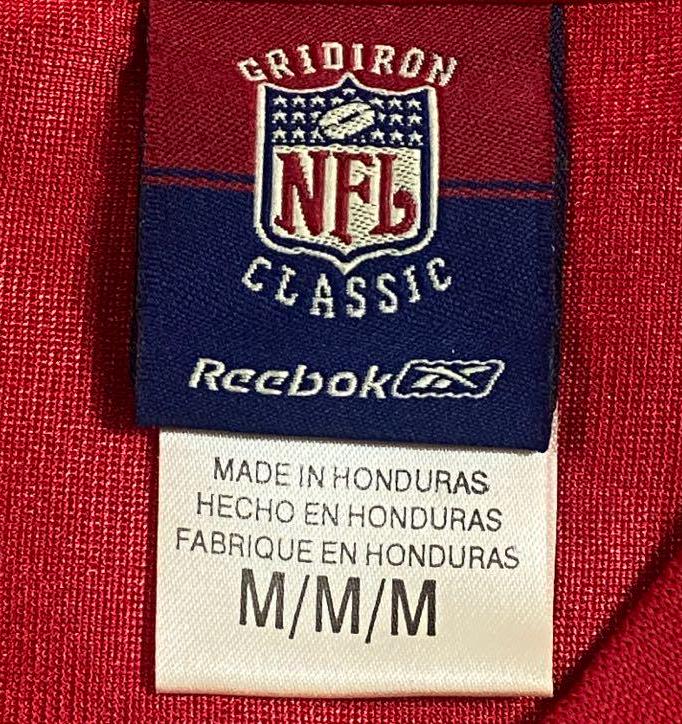 GRIDIRON
NFL
CLASSIC
Reebok
MADE IN HONDURAS
HECHO EN HONDURAS
FABRIQUE EN HONDURAS
M/M/M